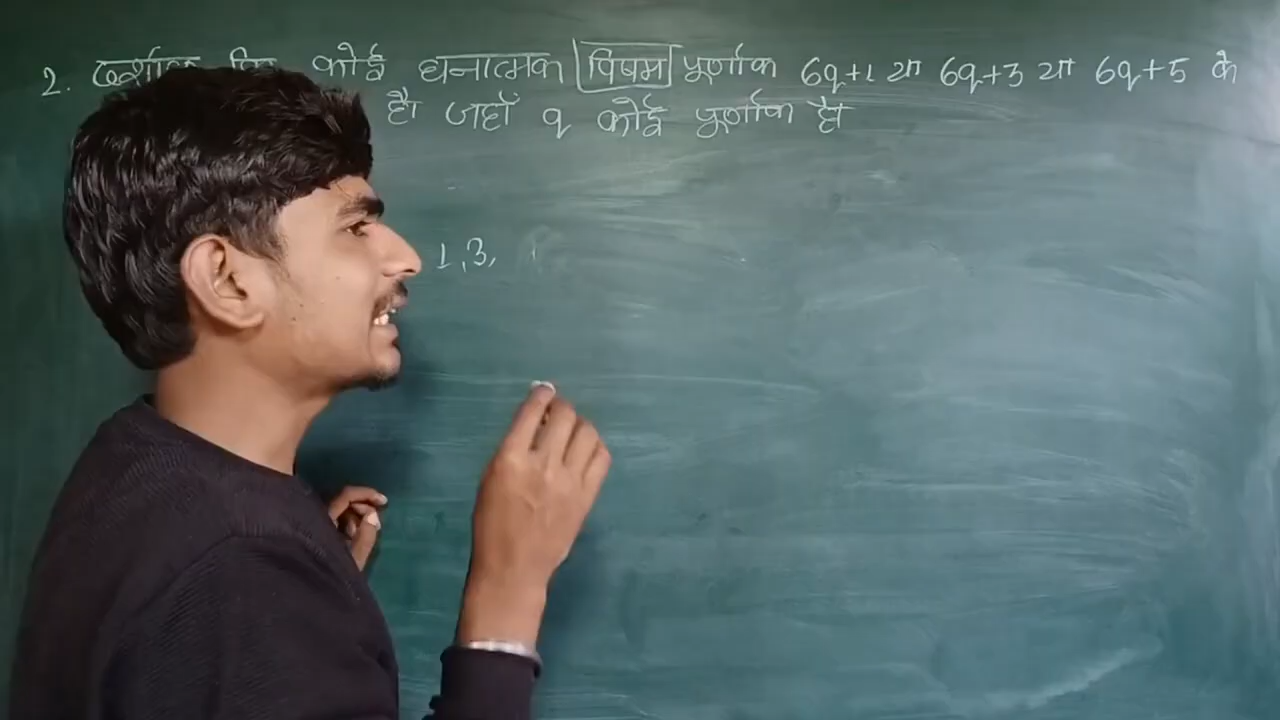 2. दर्शाइए कि कोई धनात्मक विषम पूर्णांक 6q+1 या 6q+3 या 6q+5 के
है। जहाँ q कोई पूर्णांक है।
1,3,